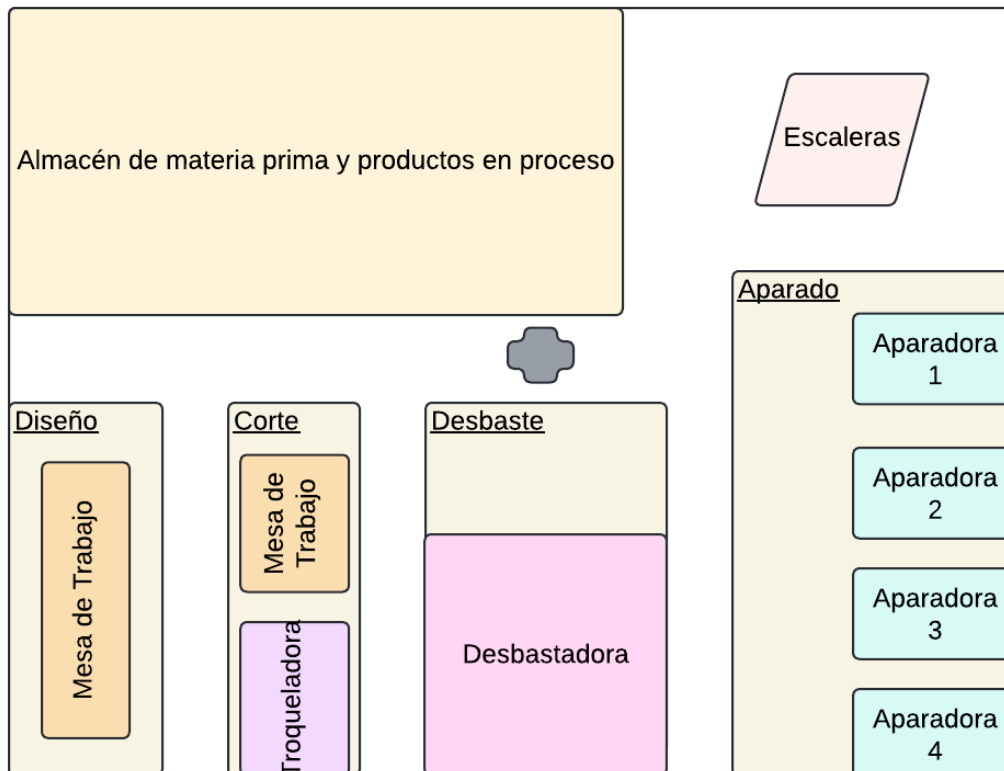 Almacén de materia prima y productos en proceso
Escaleras
Aparado
Aparadora
1
Diseño
Corte
Desbaste
Mesa de Trabajo
Mesa de
Trabajo
Aparadora
2
Troqueladora
Desbastadora
Aparadora
3
Aparadora
4